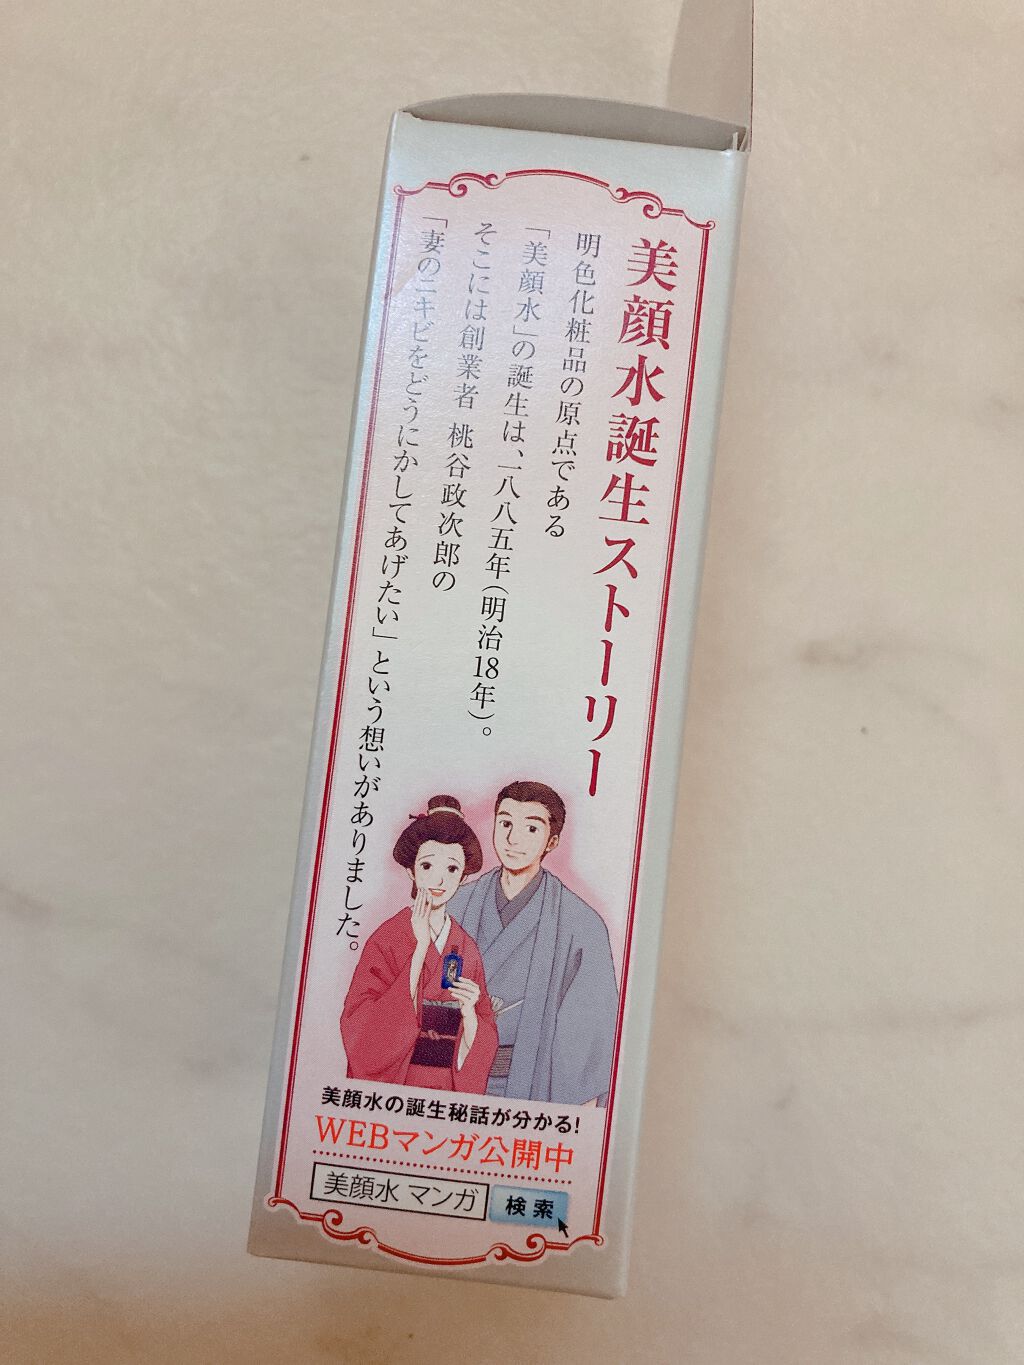 美顔水誕生ストーリー
明色化粧品の原点である
「美顔水」の誕生は、一八八五年（明治18年）。
そこには創業者 桃谷政次郎の
「妻のニキビをどうにかしてあげたい」という想いがありました。
美顔水の誕生秘話が分かる!
WEBマンガ公開中
美顔水 マンガ 検索